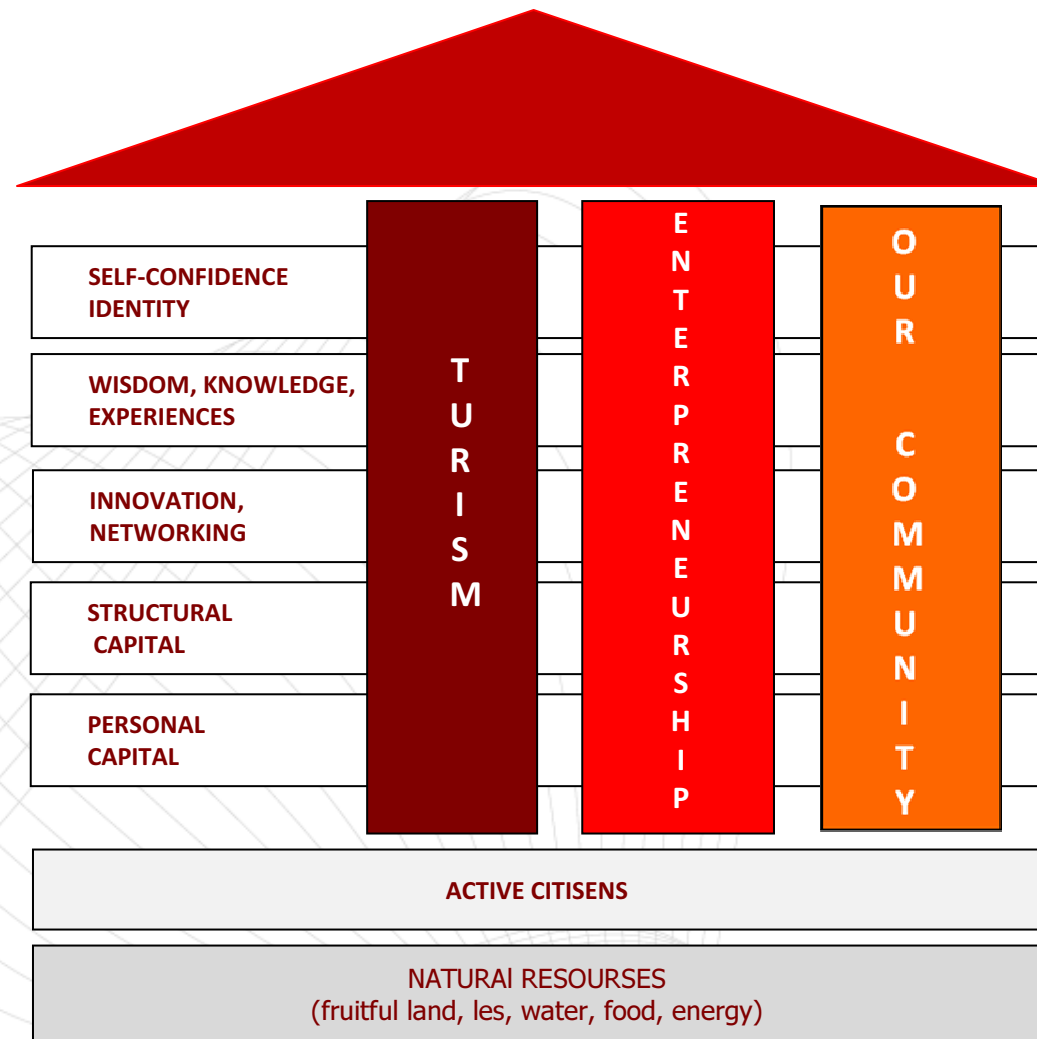 SELF-CONFIDENCE
IDENTITY
WISDOM, KNOWLEDGE,
EXPERIENCES
INNOVATION,
NETWORKING
STRUCTURAL
CAPITAL
PERSONAL
CAPITAL
TURISM
ENTERPRENEURSHIP
OUR COMMUNITY
ACTIVE CITISENS
NATURAl RESOURSES
(fruitful land, les, water, food, energy)